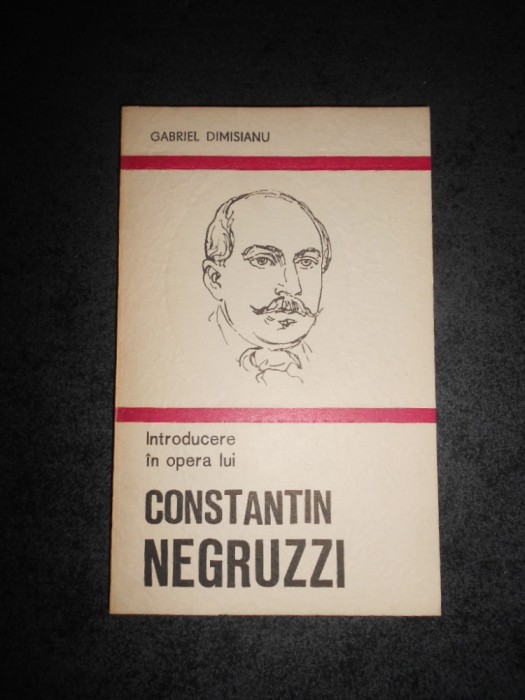 GABRIEL DIMISIANU
Introducere
în opera lui
CONSTANTIN
NEGRUZZI